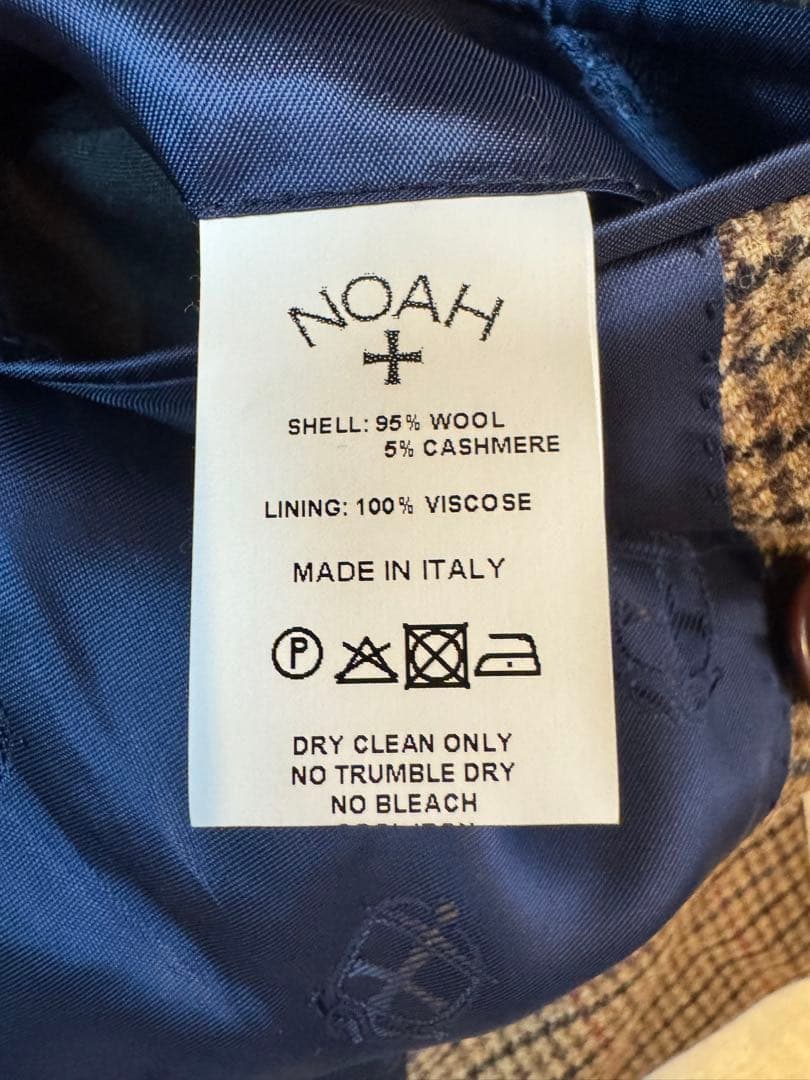 NOAH
SHELL: 95% WOOL
5% CASHMERE
LINING: 100% VISCOSE
MADE IN ITALY
P
DRY CLEAN ONLY
NO TRUMBLE DRY
NO BLEACH